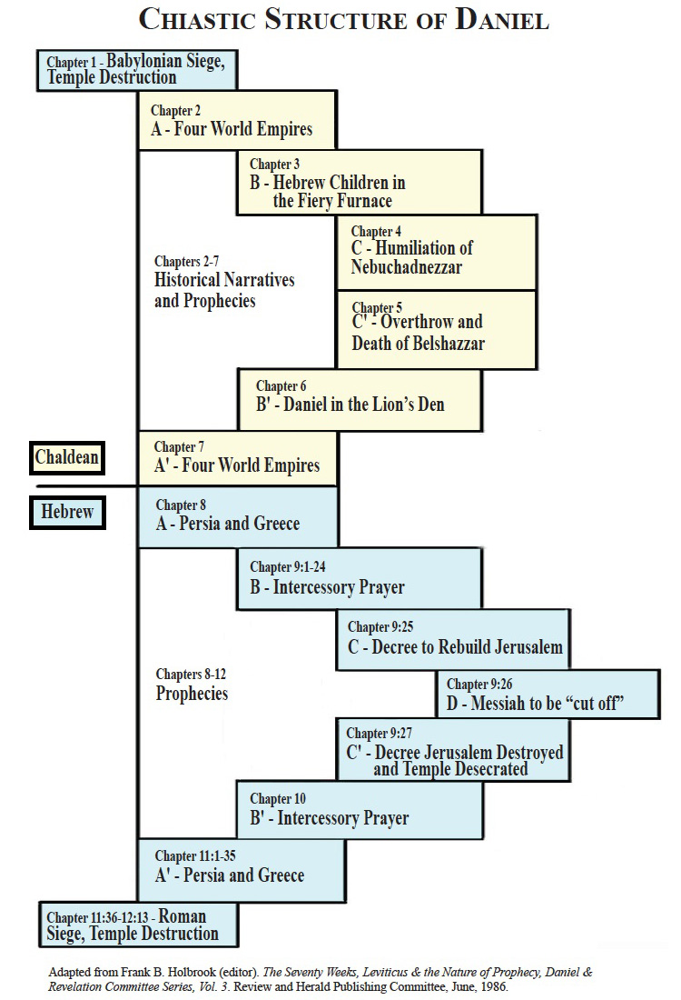 Chiastic Structure of Daniel
Chapter 1 - Babylonian Siege,
Temple Destruction
Chapter 2
A - Four World Empires
Chapter 3
B - Hebrew Children in
the Fiery Furnace
Chapter 4
C - Humiliation of
Nebuchadnezzar
Chapters 2-7
Historical Narratives
and Prophecies
Chapter 5
C' - Overthrow and
Death of Belshazzar
Chapter 6
B' - Daniel in the Lion's Den
Chapter 7
A' - Four World Empires
Chaldean
Hebrew
Chapter 8
A - Persia and Greece
Chapter 9:1-24
B - Intercessory Prayer
Chapter 9:25
C - Decree to Rebuild Jerusalem
Chapters 8-12
Prophecies
Chapter 9:26
D - Messiah to be “cut off”
Chapter 9:27
C' - Decree Jerusalem Destroyed
and Temple Desecrated
Chapter 10
B' - Intercessory Prayer
Chapter 11:1-35
A' - Persia and Greece
Chapter 11:36-12:13 - Roman
Siege, Temple Destruction
Adapted from Frank B. Holbrook (editor). The Seventy Weeks, Leviticus & the Nature of Prophecy, Daniel &
Revelation Committee Series, Vol. 3. Review and Herald Publishing Committee, June, 1986.